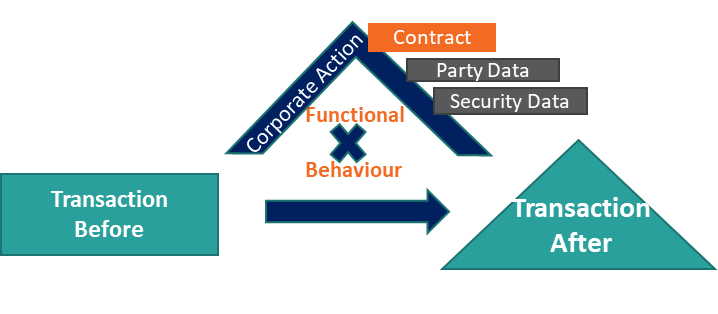 Contract
Corporate Action
Party Data
Security Data
Functional
Behaviour
Transaction
Before
Transaction
After